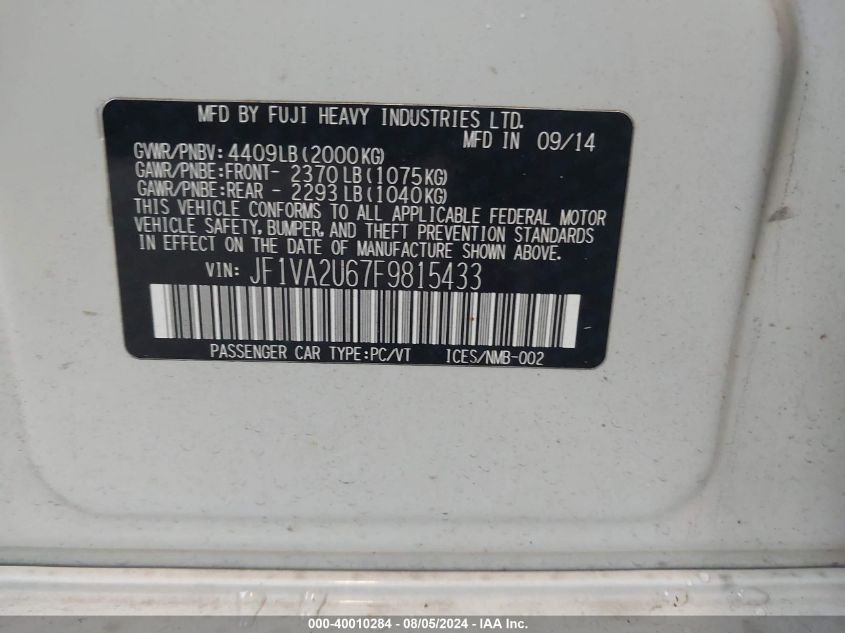 MFD BY FUJI HEAVY INDUSTRIES LTD.
MFD IN 09/14
GVWR/PNBV: 4409LB(2000KG)
GAWR/PNBE:FRONT- 2370LB(1075KG)
GAWR/PNBE:REAR - 2293LB(1040KG)
THIS VEHICLE CONFORMS TO ALL APPLICABLE FEDERAL MOTOR
VEHICLE SAFETY, BUMPER, AND THEFT PREVENTION STANDARDS
IN EFFECT ON THE DATE OF MANUFACTURE SHOWN ABOVE.
VIN: JF1VA2U67F9815433
PASSENGER CAR TYPE:PC/VT ICES/NMB-002
000-40010284 - 08/05/2024 - IAA Inc.